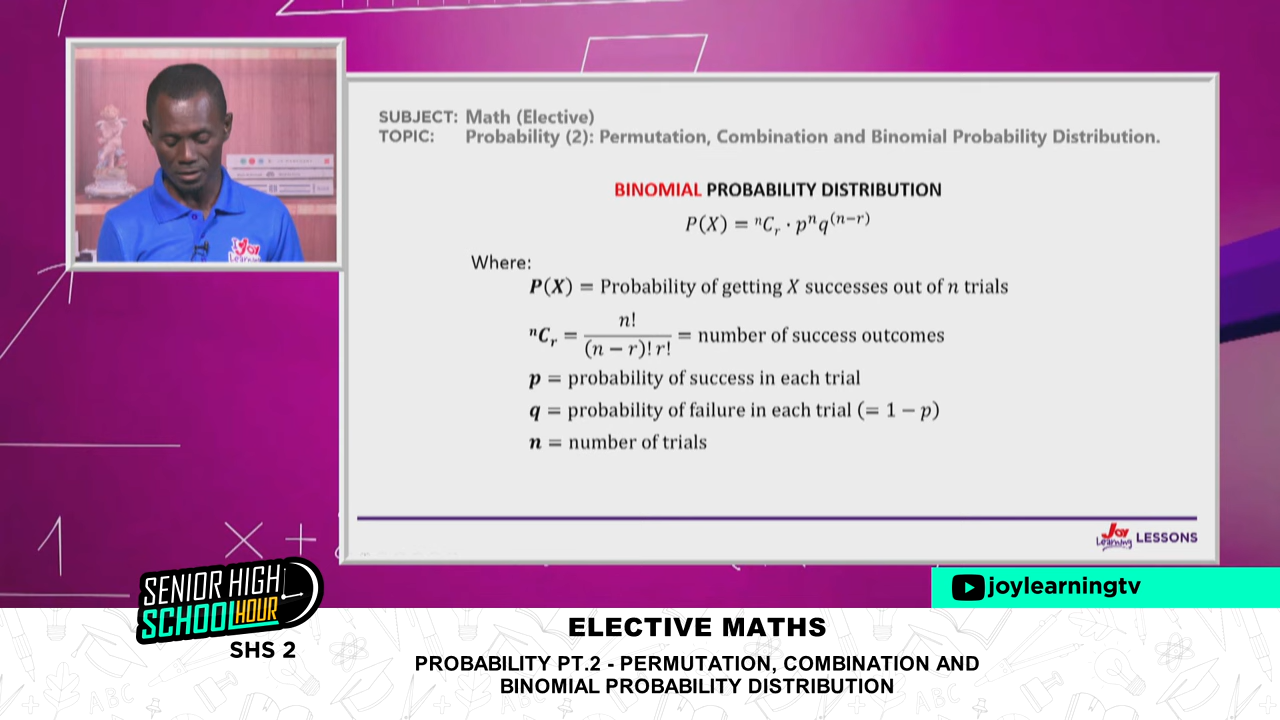 SUBJECT: Math (Elective)
TOPIC: Probability (2): Permutation, Combination and Binomial Probability Distribution.
BINOMIAL PROBABILITY DISTRIBUTION
P(X) = ⁿCᵣ · pⁿq⁽ⁿ⁻ʳ⁾
Where:
P(X) = Probability of getting X successes out of n trials
ⁿCᵣ = n! / (n − r)! r! = number of success outcomes
p = probability of success in each trial
q = probability of failure in each trial (= 1 − p)
n = number of trials
Joy Learning LESSONS
Joy Learning
1 × +
SENIOR HIGH
SCHOOL HOUR
SHS 2
joylearningtv
ELECTIVE MATHS
PROBABILITY PT.2 - PERMUTATION, COMBINATION AND
BINOMIAL PROBABILITY DISTRIBUTION